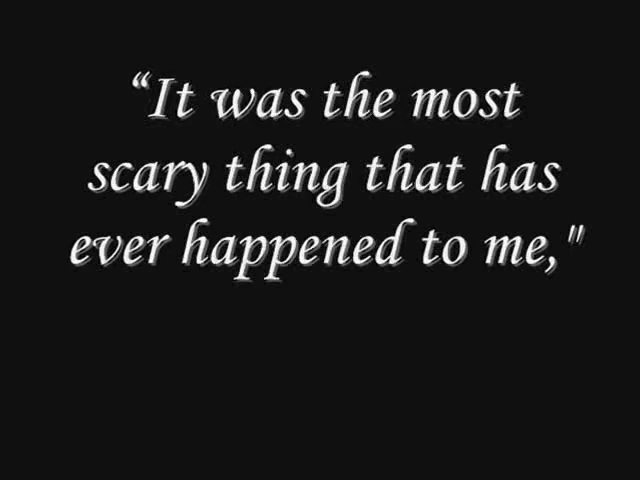 “It was the most
scary thing that has
ever happened to me,"